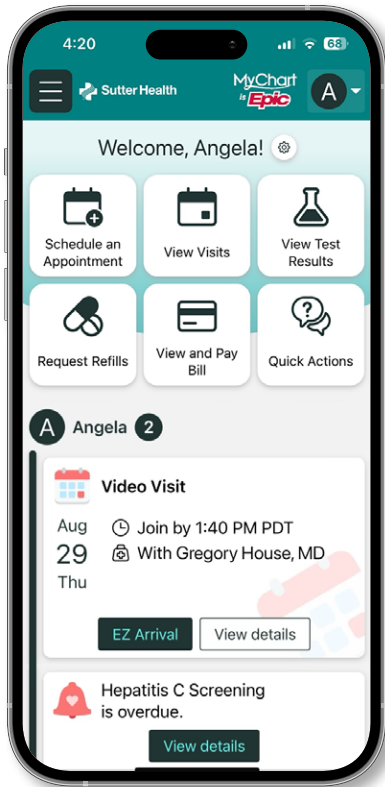 4:20
68
Sutter Health
MyChart
is Epic
A
Welcome, Angela!
Schedule an
Appointment
View Visits
View Test
Results
Request Refills
View and Pay
Bill
Quick Actions
A Angela 2
Video Visit
Aug
29
Thu
Join by 1:40 PM PDT
With Gregory House, MD
EZ Arrival
View details
Hepatitis C Screening
is overdue.
View details